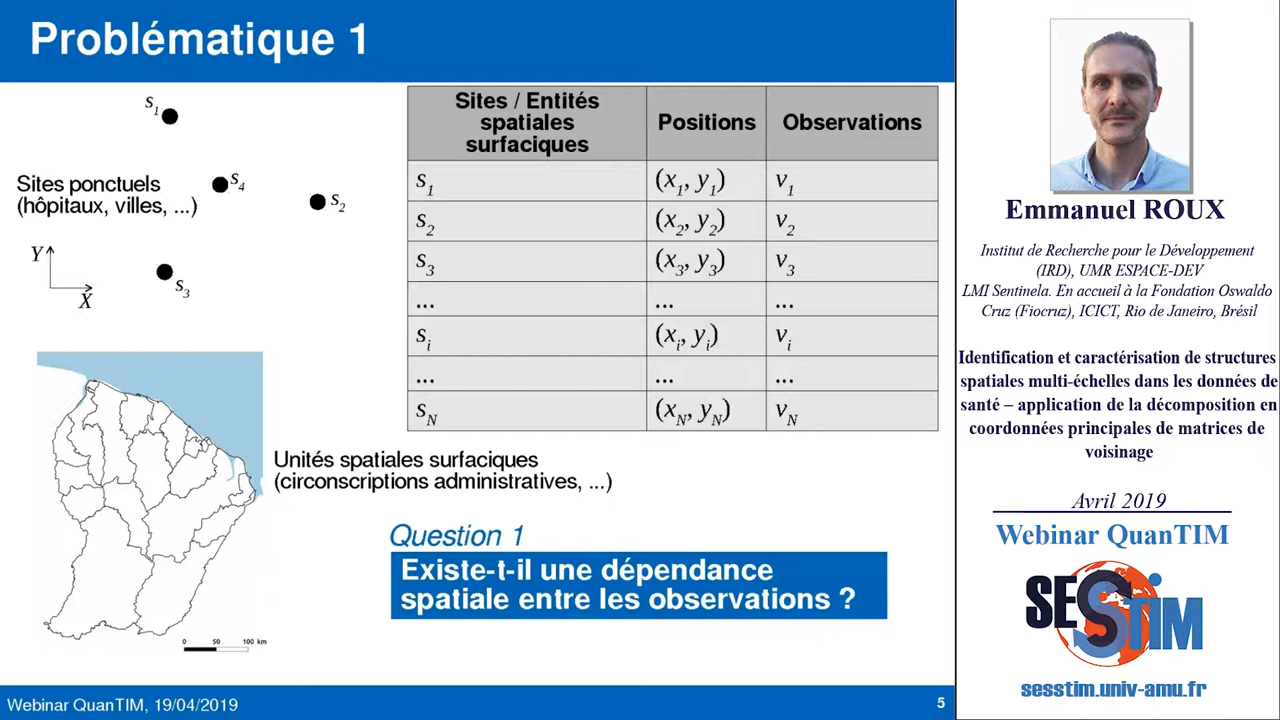 Problématique 1
s1
Sites ponctuels
(hôpitaux, villes, ...)
s4
s2
Y
X
s3
Sites / Entités
spatiales
surfaciques
Positions
Observations
s1 (x1, y1) v1
s2 (x2, y2) v2
s3 (x3, y3) v3
... ... ...
si (xi, yi) vi
... ... ...
sN (xN, yN) vN
Unités spatiales surfaciques
(circonscriptions administratives, ...)
0 50 100 km
Question 1
Existe-t-il une dépendance
spatiale entre les observations ?
Webinar QuanTIM, 19/04/2019
5
Emmanuel ROUX
Institut de Recherche pour le Développement
(IRD), UMR ESPACE-DEV
LMI Sentinela. En accueil à la Fondation Oswaldo
Cruz (Fiocruz), ICICT, Rio de Janeiro, Brésil
Identification et caractérisation de structures
spatiales multi-échelles dans les données de
santé – application de la décomposition en
coordonnées principales de matrices de
voisinage
Avril 2019
Webinar QuanTIM
SESSTIM
sesstim.univ-amu.fr